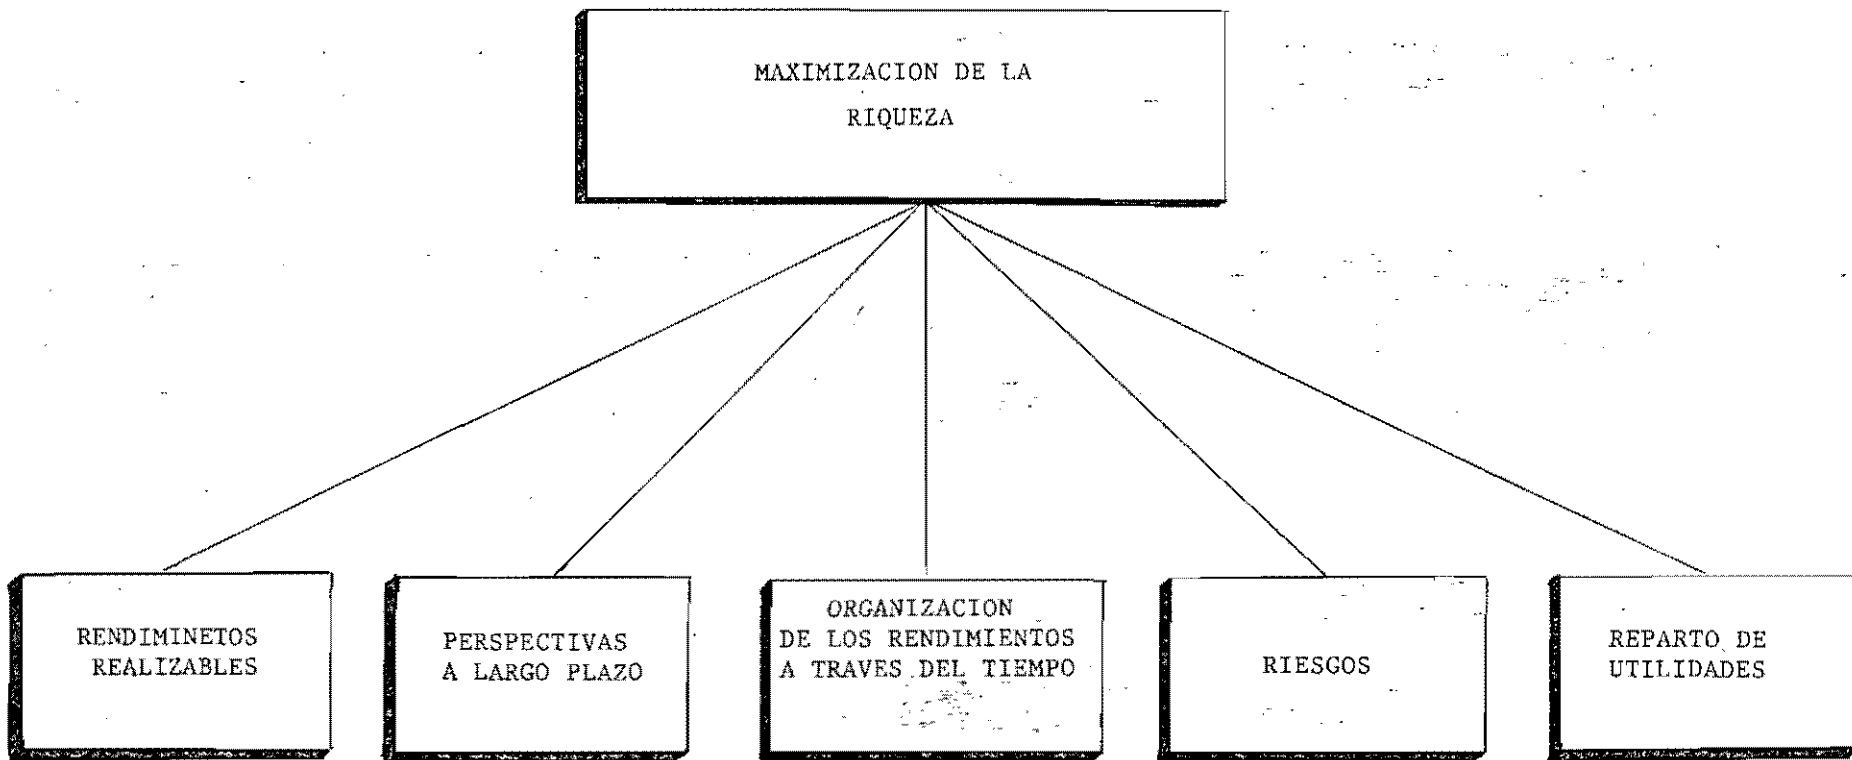 MAXIMIZACION DE LA
RIQUEZA
RENDIMINETOS
REALIZABLES
PERSPECTIVAS
A LARGO PLAZO
ORGANIZACION
DE LOS RENDIMIENTOS
A TRAVES DEL TIEMPO
RIESGOS
REPARTO DE
UTILIDADES